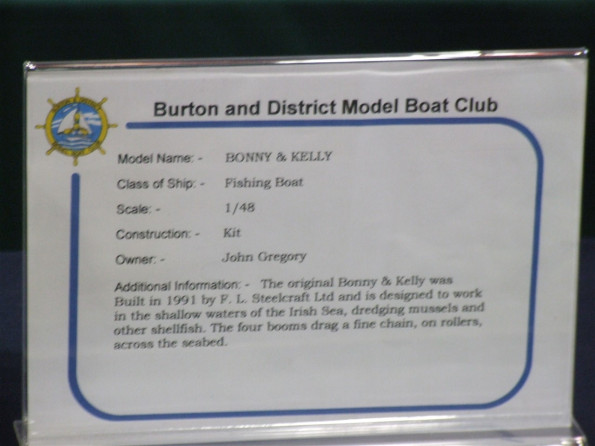 Burton and District Model Boat Club
Model Name: - BONNY & KELLY
Class of Ship: - Fishing Boat
Scale: - 1/48
Construction: - Kit
Owner: - John Gregory
Additional Information: - The original Bonny & Kelly was
Built in 1991 by F. L. Steelcraft Ltd and is designed to work
in the shallow waters of the Irish Sea, dredging mussels and
other shellfish. The four booms drag a fine chain, on rollers,
across the seabed.